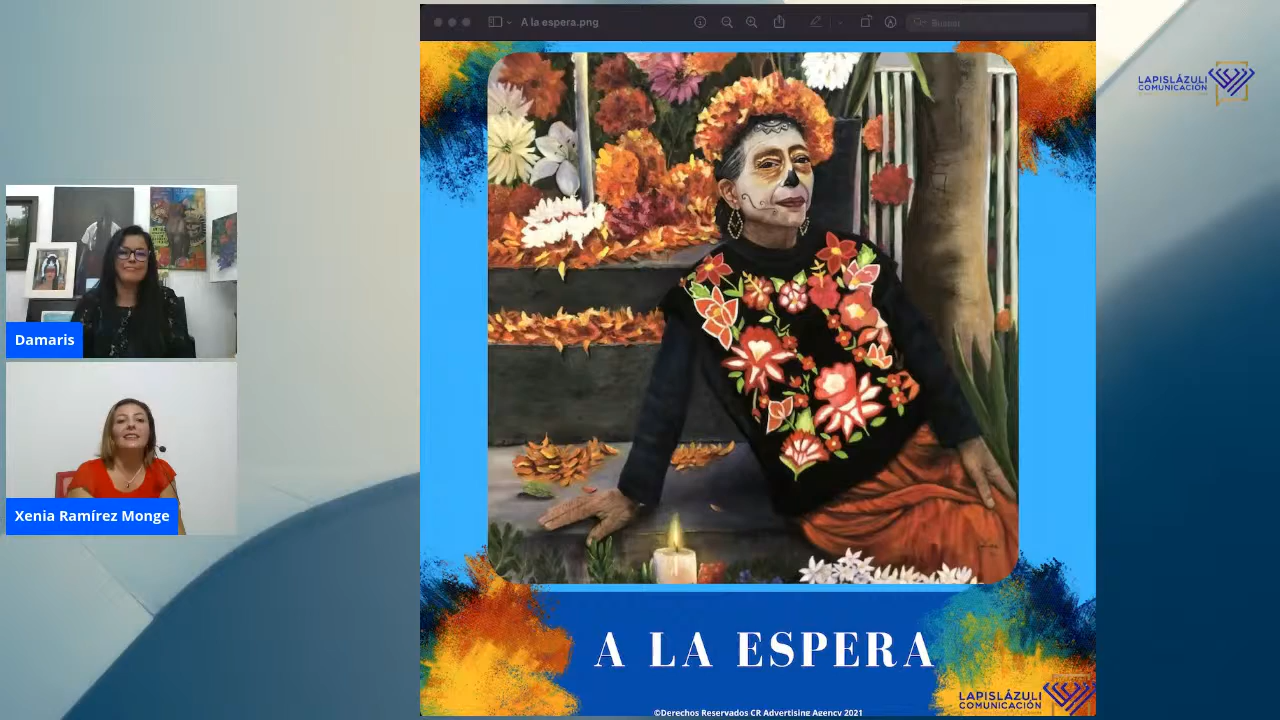 A la espera.png
Buscar
LAPISLÁZULI
COMUNICACIÓN
Damaris
Xenia Ramírez Monge
A LA ESPERA
LAPISLÁZULI
COMUNICACIÓN
©Derechos Reservados CR Advertising Agency 2021